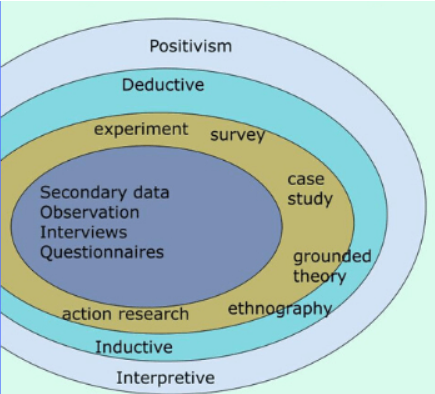 Positivism
Deductive
experiment
survey
case
study
Secondary data
Observation
Interviews
Questionnaires
grounded
theory
ethnography
action research
Inductive
Interpretive